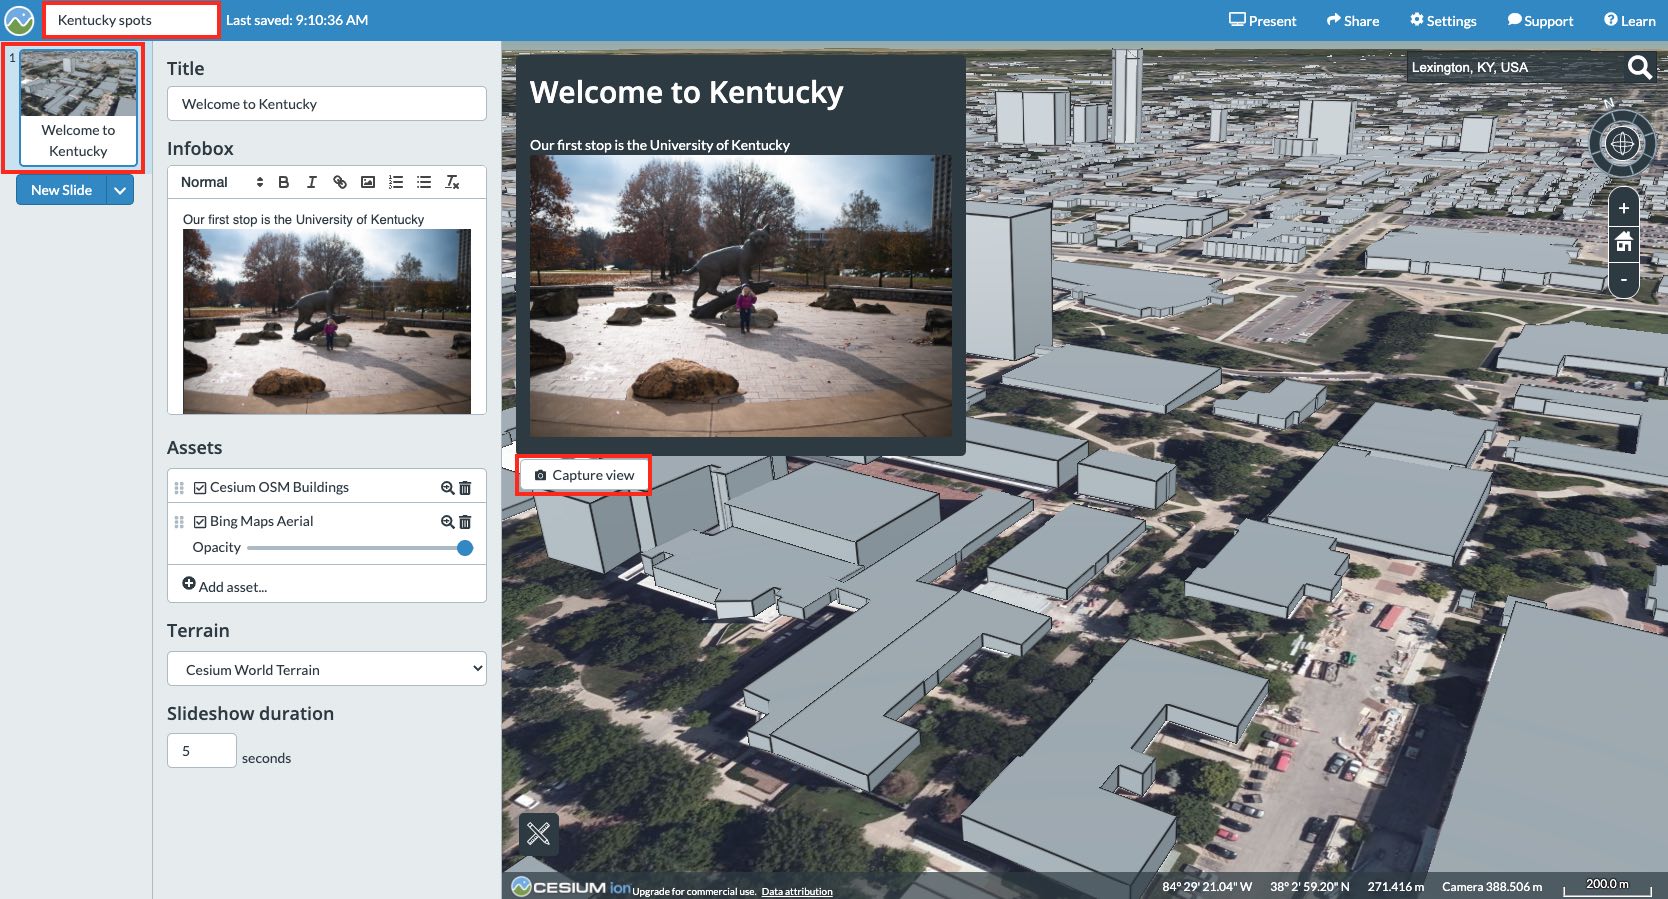 Kentucky spots
Last saved: 9:10:36 AM
Present
Share
Settings
Support
Learn
1
Welcome to
Kentucky
New Slide
Title
Welcome to Kentucky
Infobox
Normal
B I
Our first stop is the University of Kentucky
Assets
Cesium OSM Buildings
Bing Maps Aerial
Opacity
Add asset...
Terrain
Cesium World Terrain
Slideshow duration
5 seconds
Welcome to Kentucky
Our first stop is the University of Kentucky
Capture view
Lexington, KY, USA
N
+
-
CESIUM ion Upgrade for commercial use. Data attribution
84° 29' 21.04" W 38° 2' 59.20" N 271.416 m Camera 388.506 m 200.0 m